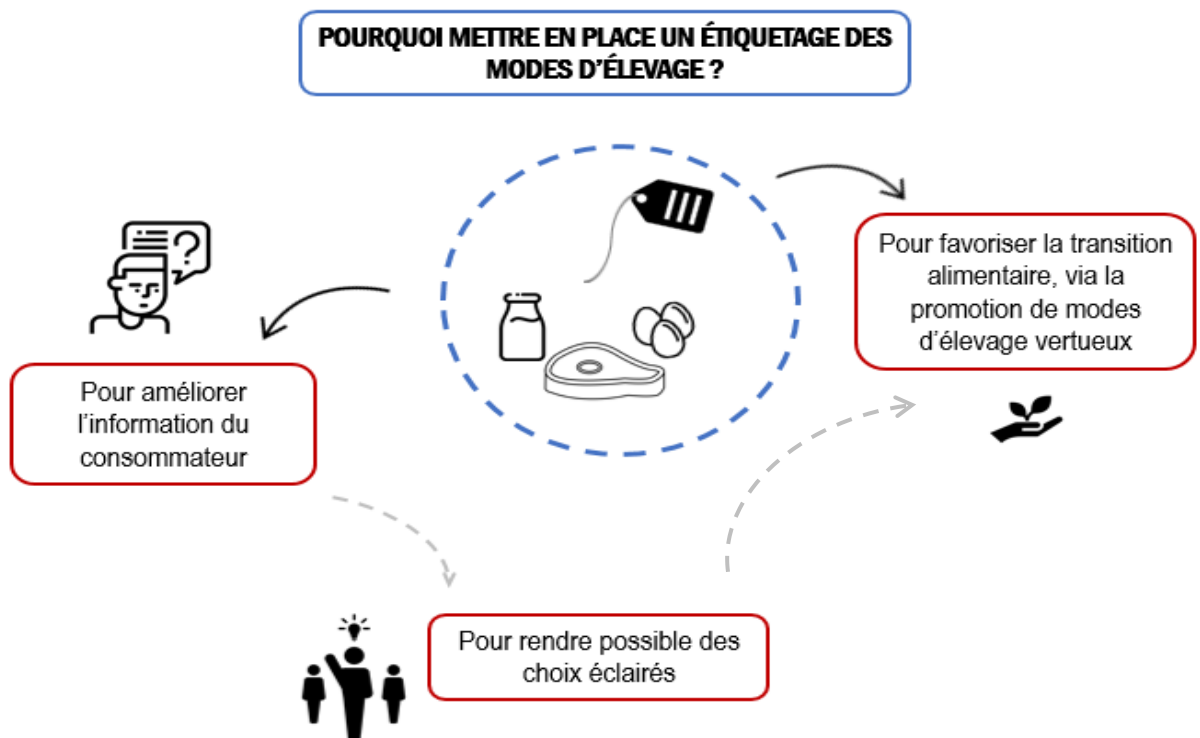 POURQUOI METTRE EN PLACE UN ÉTIQUETAGE DES
MODES D'ÉLEVAGE ?
Pour améliorer
l'information du
consommateur
Pour rendre possible des
choix éclairés
Pour favoriser la transition
alimentaire, via la
promotion de modes
d'élevage vertueux
?